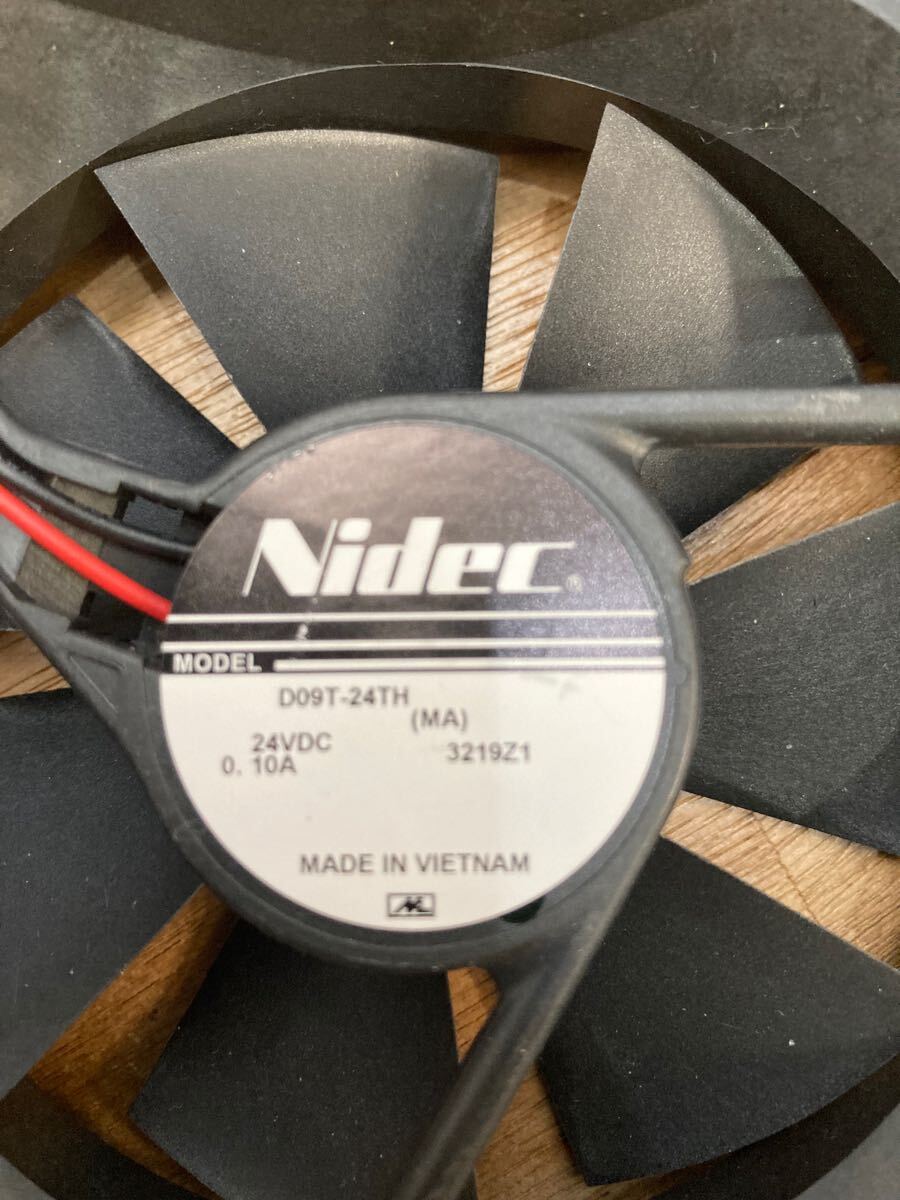 Nidec®
MODEL
D09T-24TH
(MA)
24VDC
0. 10A
3219Z1
MADE IN VIETNAM